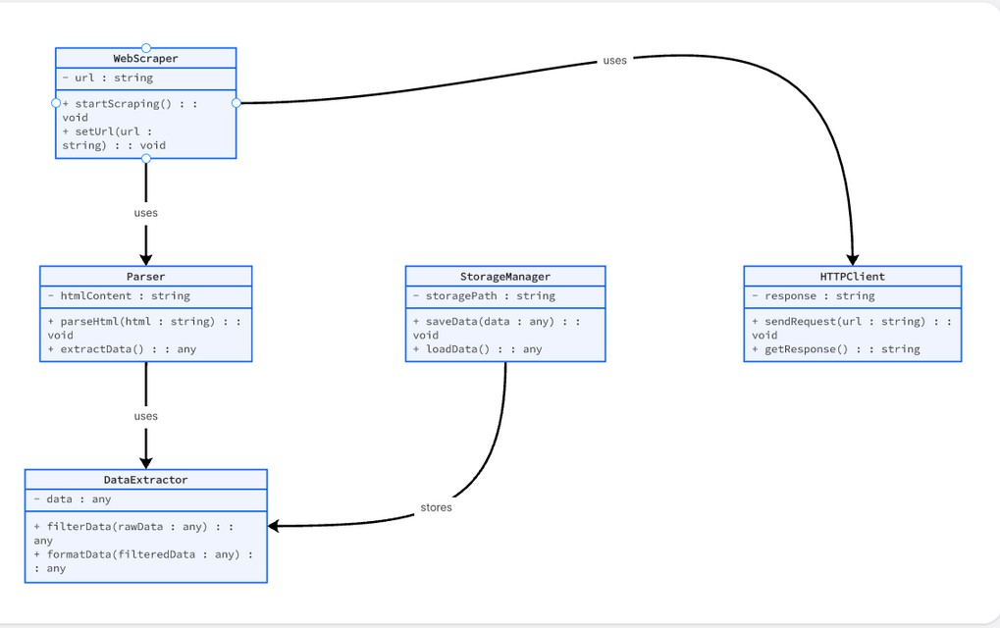 WebScraper
- url : string
+ startScraping() : :
void
+ setUrl(url :
string) : : void
uses
uses
Parser
- htmlContent : string
+ parseHtml(html : string) : :
void
+ extractData() : : any
StorageManager
- storagePath : string
+ saveData(data : any) : :
void
+ loadData() : : any
HTTPClient
- response : string
+ sendRequest(url : string) : :
void
+ getResponse() : : string
uses
stores
DataExtractor
- data : any
+ filterData(rawData : any) : :
any
+ formatData(filteredData : any) :
: any